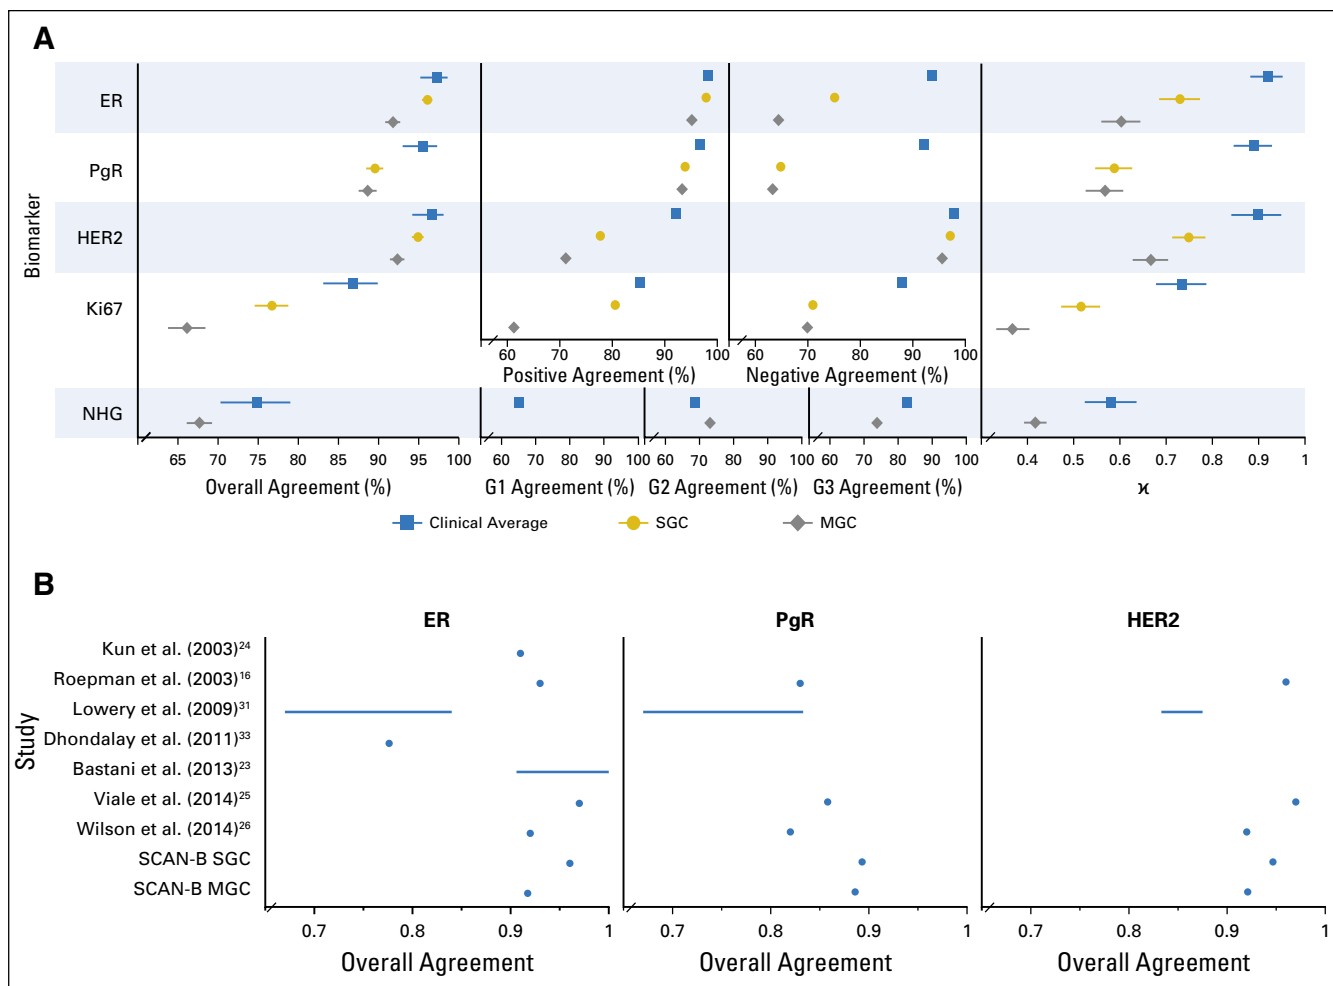 A
Biomarker
ER
PgR
HER2
Ki67
NHG
60 70 80 90 100
Positive Agreement (%)
60 70 80 90 100
Negative Agreement (%)
65 70 75 80 85 90 95 100
Overall Agreement (%)
60 70 80 90 100
G1 Agreement (%)
60 70 80 90 100
G2 Agreement (%)
60 70 80 90 100
G3 Agreement (%)
0.4 0.5 0.6 0.7 0.8 0.9 1
ϰ
Clinical Average SGC MGC
B
ER PgR HER2
Study
Kun et al. (2003)24
Roepman et al. (2003)16
Lowery et al. (2009)31
Dhondalay et al. (2011)33
Bastani et al. (2013)23
Viale et al. (2014)25
Wilson et al. (2014)26
SCAN-B SGC
SCAN-B MGC
0.7 0.8 0.9 1
Overall Agreement
0.7 0.8 0.9 1
Overall Agreement
0.7 0.8 0.9 1
Overall Agreement